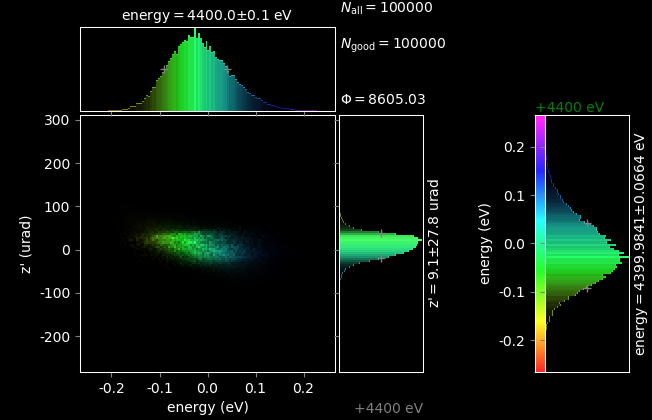 energy = 4400.0±0.1 eV
N_all = 100000
N_good = 100000
Φ = 8605.03
300
200
100
0
-100
-200
z' (urad)
-0.2
-0.1
0.0
0.1
0.2
energy (eV)
z' = 9.1±27.8 urad
+4400 eV
+4400 eV
0.2
0.1
0.0
-0.1
-0.2
energy (eV)
energy = 4399.9841±0.0664 eV